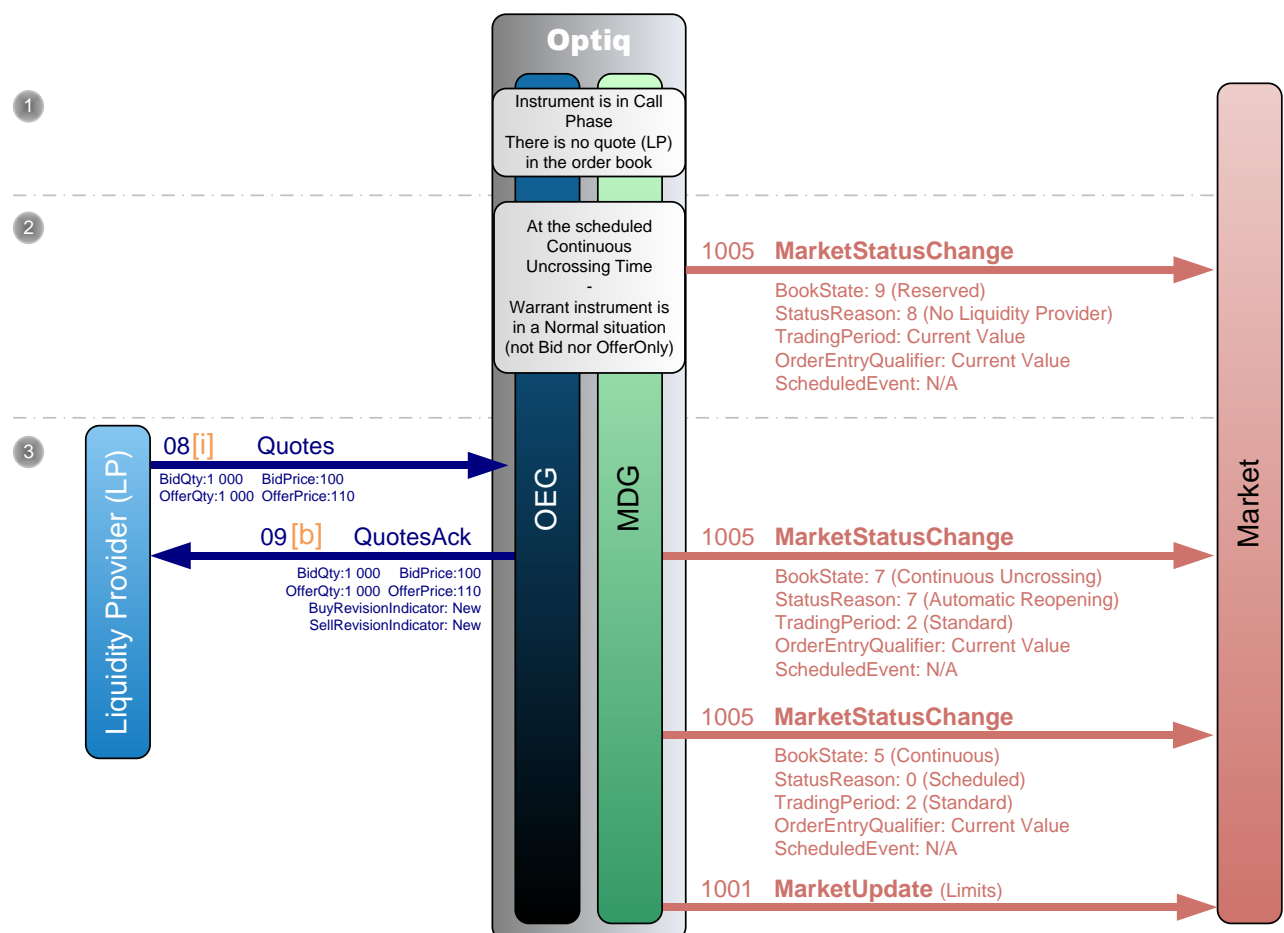 Optiq
1
Instrument is in Call
Phase
There is no quote (LP)
in the order book
2
At the scheduled
Continuous
Uncrossing Time
-
Warrant instrument is
in a Normal situation
(not Bid nor OfferOnly)
1005 MarketStatusChange
BookState: 9 (Reserved)
StatusReason: 8 (No Liquidity Provider)
TradingPeriod: Current Value
OrderEntryQualifier: Current Value
ScheduledEvent: N/A
3
Liquidity Provider (LP)
08[i] Quotes
BidQty:1 000 BidPrice:100
OfferQty:1 000 OfferPrice:110
09[b] QuotesAck
BidQty:1 000 BidPrice:100
OfferQty:1 000 OfferPrice:110
BuyRevisionIndicator: New
SellRevisionIndicator: New
OEG
MDG
1005 MarketStatusChange
BookState: 7 (Continuous Uncrossing)
StatusReason: 7 (Automatic Reopening)
TradingPeriod: 2 (Standard)
OrderEntryQualifier: Current Value
ScheduledEvent: N/A
1005 MarketStatusChange
BookState: 5 (Continuous)
StatusReason: 0 (Scheduled)
TradingPeriod: 2 (Standard)
OrderEntryQualifier: Current Value
ScheduledEvent: N/A
1001 MarketUpdate (Limits)
Market